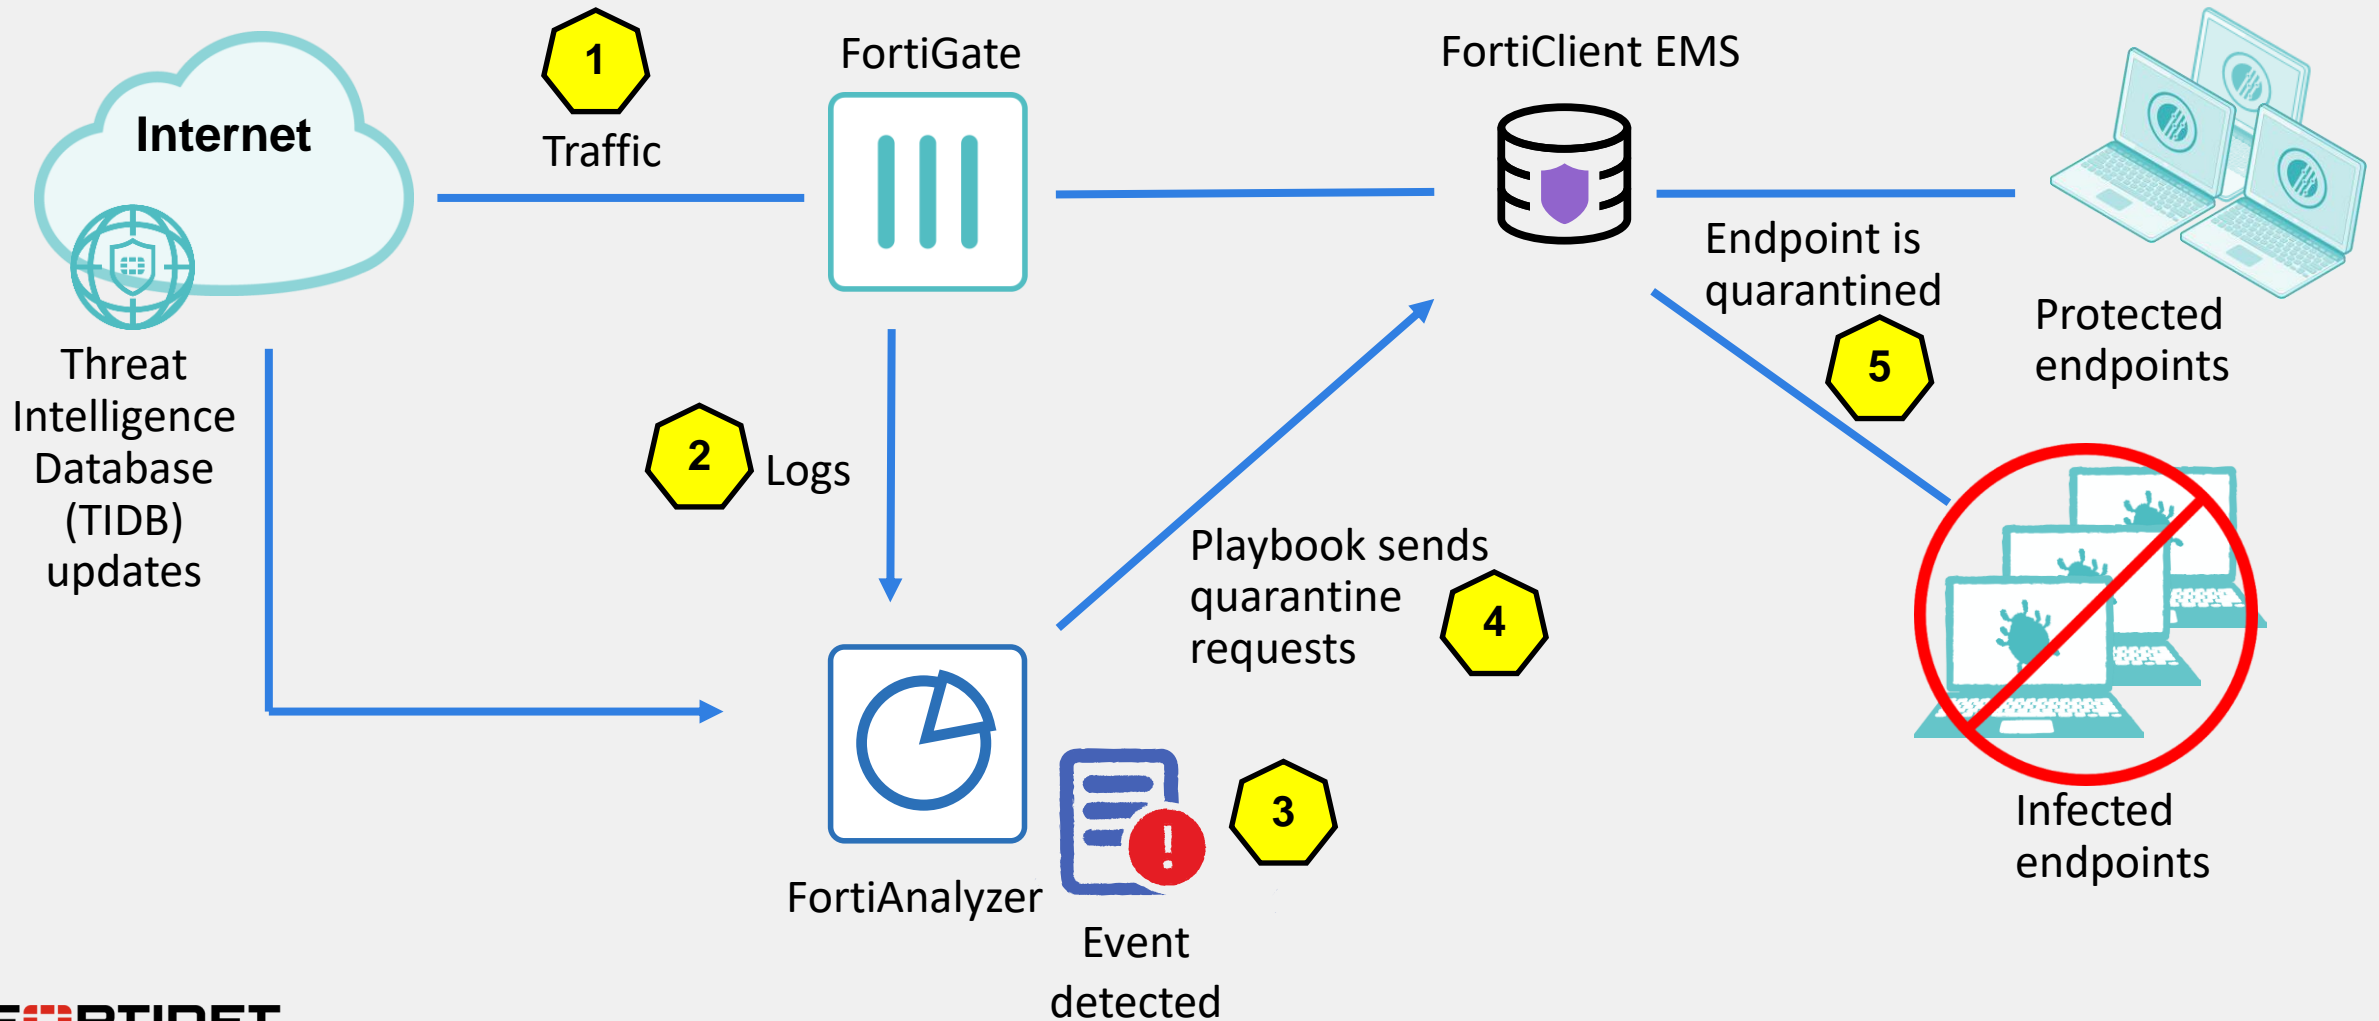 1
FortiGate
FortiClient EMS
Internet
Traffic
Endpoint is
quarantined
5
Protected
endpoints
Threat
Intelligence
Database
(TIDB)
updates
2
Logs
Playbook sends
quarantine
requests
4
3
Infected
endpoints
FortiAnalyzer
Event
detected
FORTINET